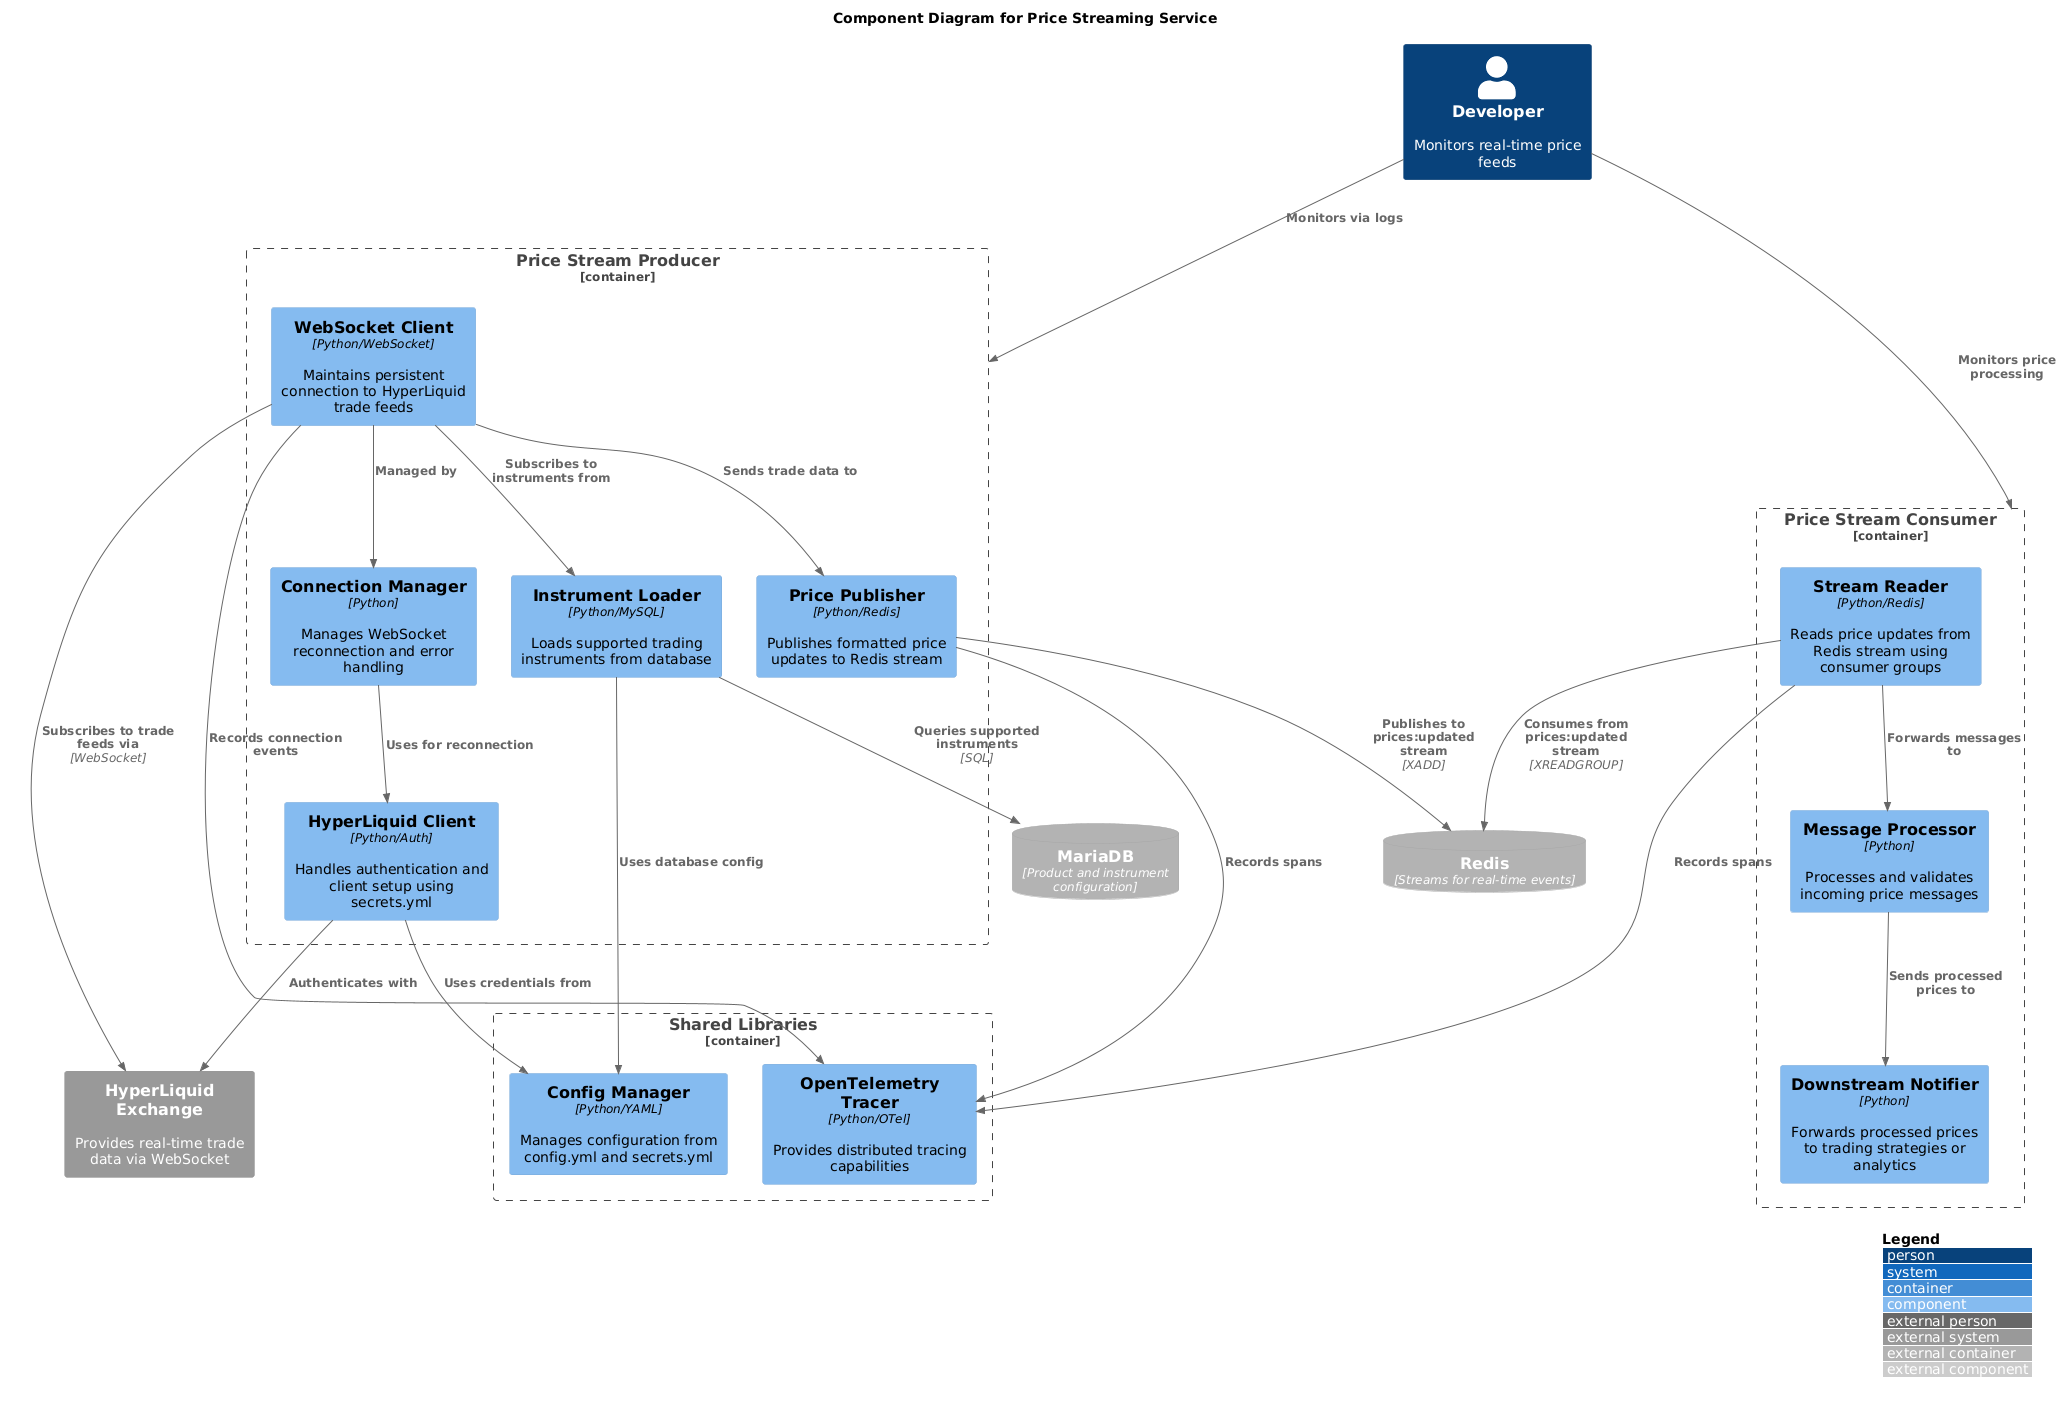 Component Diagram for Price Streaming Service
Developer
Monitors real-time price
feeds
Monitors via logs
Monitors price
processing
Price Stream Producer
[container]
WebSocket Client
[Python/WebSocket]
Maintains persistent
connection to HyperLiquid
trade feeds
Managed by
Subscribes to
instruments from
Sends trade data to
Connection Manager
[Python]
Manages WebSocket
reconnection and error
handling
Instrument Loader
[Python/MySQL]
Loads supported trading
instruments from database
Price Publisher
[Python/Redis]
Publishes formatted price
updates to Redis stream
Price Stream Consumer
[container]
Stream Reader
[Python/Redis]
Reads price updates from
Redis stream using
consumer groups
Subscribes to trade
feeds via
[WebSocket]
Records connection
events
Uses for reconnection
Queries supported
instruments
[SQL]
Publishes to
prices:updated
stream
[XADD]
Consumes from
prices:updated
stream
[XREADGROUP]
Forwards messages
to
HyperLiquid Client
[Python/Auth]
Handles authentication and
client setup using
secrets.yml
Uses database config
MariaDB
[Product and instrument
configuration]
Records spans
Redis
[Streams for real-time events]
Records spans
Message Processor
[Python]
Processes and validates
incoming price messages
Authenticates with
Uses credentials from
Sends processed
prices to
Shared Libraries
[container]
HyperLiquid
Exchange
Provides real-time trade
data via WebSocket
Config Manager
[Python/YAML]
Manages configuration from
config.yml and secrets.yml
OpenTelemetry
Tracer
[Python/OTel]
Provides distributed tracing
capabilities
Downstream Notifier
[Python]
Forwards processed prices
to trading strategies or
analytics
Legend
person
system
container
component
external person
external system
external container
external component